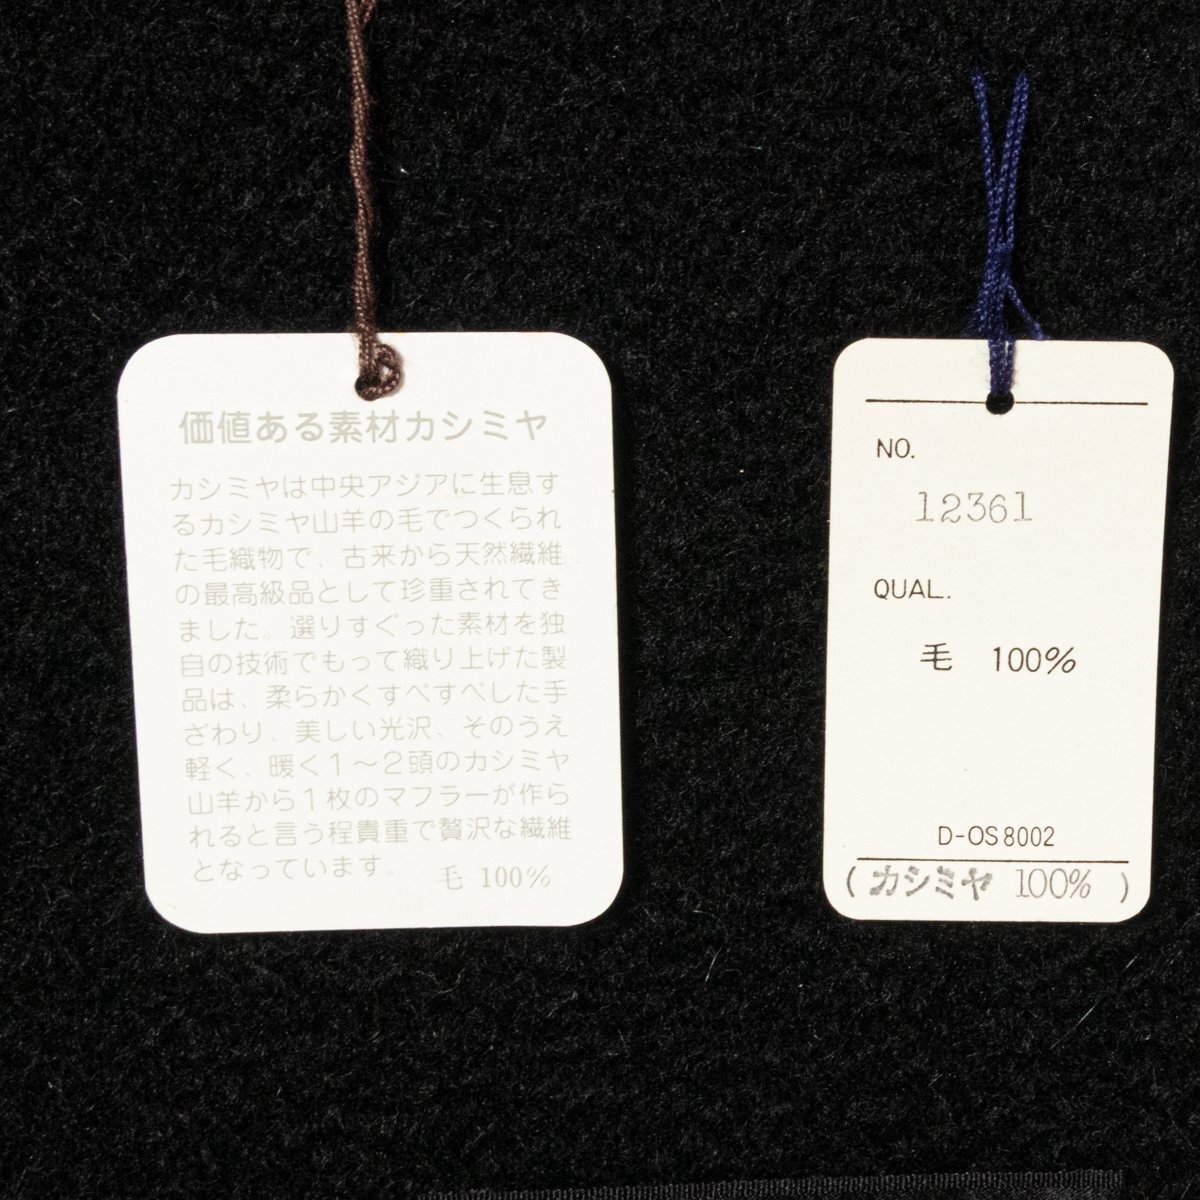 価値ある素材カシミヤ
カシミヤは中央アジアに生息す
るカシミヤ山羊の毛でつくられ
た毛織物で、古来から天然繊維
の最高級品として珍重されてき
ました。選りすぐった素材を独
自の技術でもって織り上げた製
品は、柔らかくすべすべした手
ざわり、美しい光沢、そのうえ
軽く、暖く1〜2頭のカシミヤ
山羊から1枚のマフラーが作ら
れると言う程貴重で贅沢な繊維
となっています。
毛 100%
NO.
12361
QUAL.
毛 100%
D-OS8002
(カシミヤ 100%)